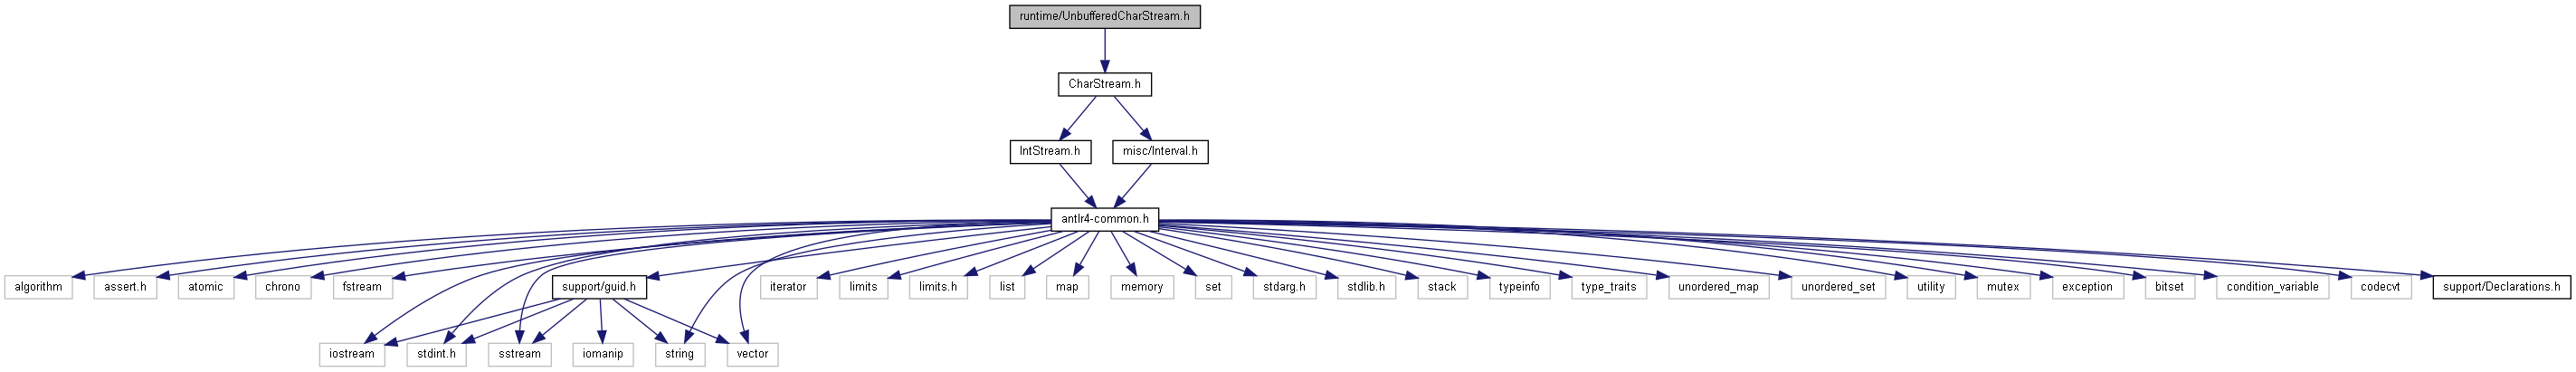 runtime/UnbufferedCharStream.h
CharStream.h
IntStream.h
misc/Interval.h
antlr4-common.h
algorithm
assert.h
atomic
chrono
fstream
support/guid.h
iterator
limits
limits.h
list
map
memory
set
stdarg.h
stdlib.h
stack
typeinfo
type_traits
unordered_map
unordered_set
utility
mutex
exception
bitset
condition_variable
codecvt
support/Declarations.h
iostream
stdint.h
sstream
iomanip
string
vector